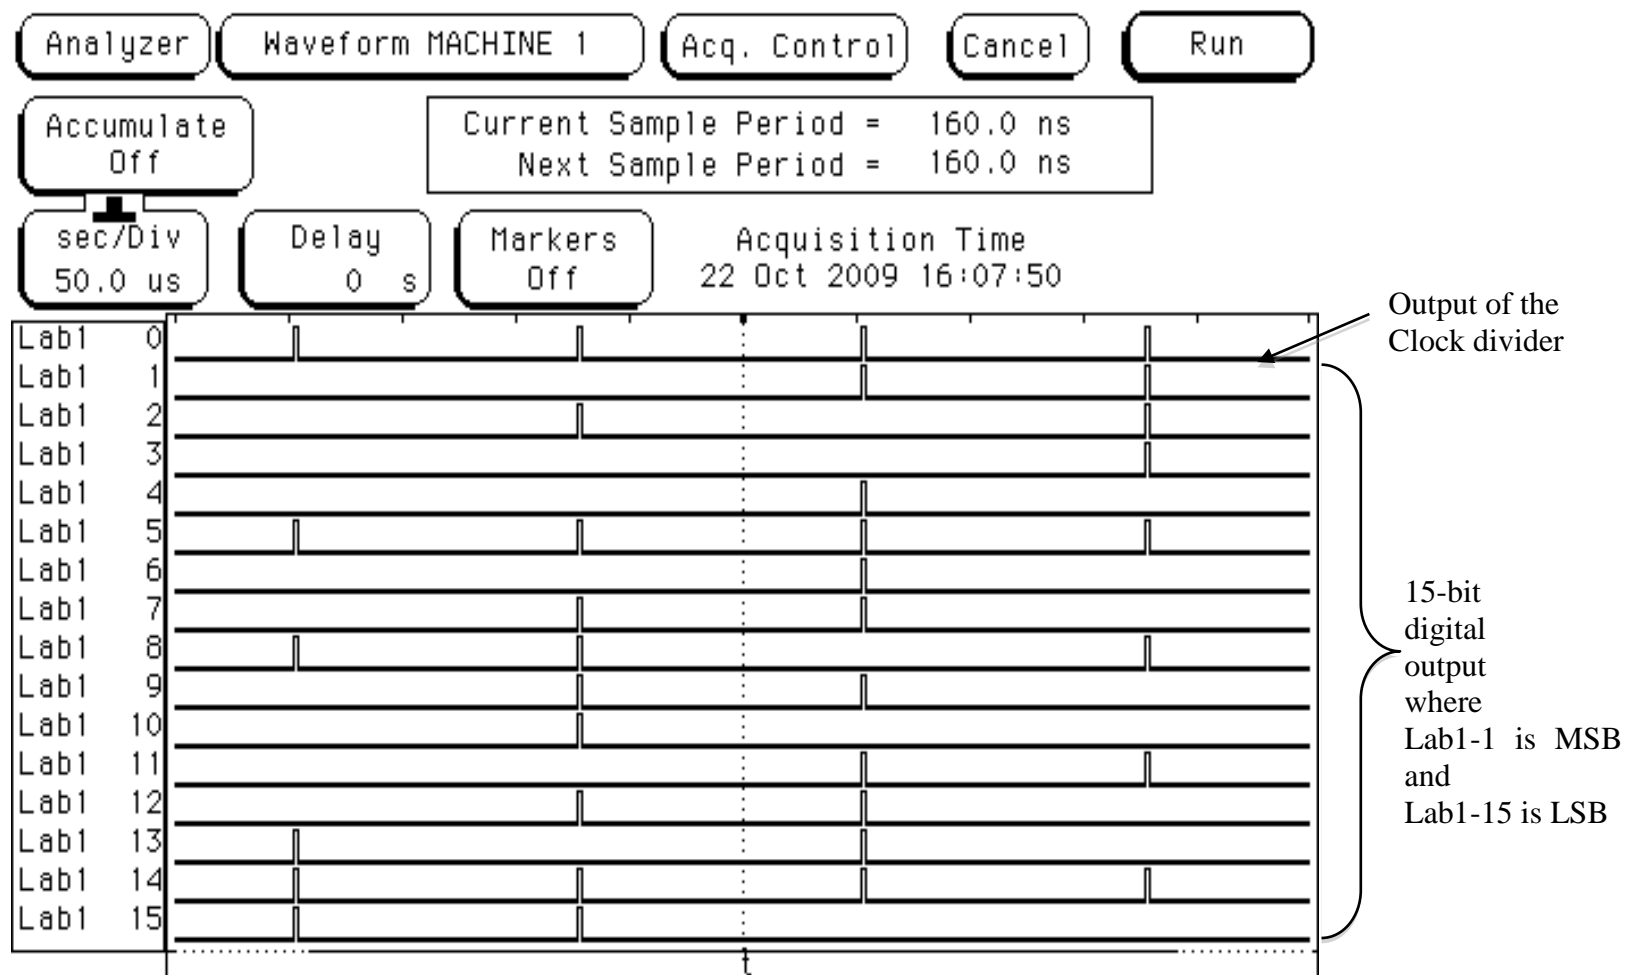 Analyzer Waveform MACHINE 1 Acq. Control Cancel Run
Accumulate
Off
Current Sample Period = 160.0 ns
Next Sample Period = 160.0 ns
sec/Div
50.0 us
Delay
0 s
Markers
Off
Acquisition Time
22 Oct 2009 16:07:50
Output of the
Clock divider
Lab1 0
Lab1 1
Lab1 2
Lab1 3
Lab1 4
Lab1 5
Lab1 6
Lab1 7
Lab1 8
Lab1 9
Lab1 10
Lab1 11
Lab1 12
Lab1 13
Lab1 14
Lab1 15
15-bit
digital
output
where
Lab1-1 is MSB
and
Lab1-15 is LSB